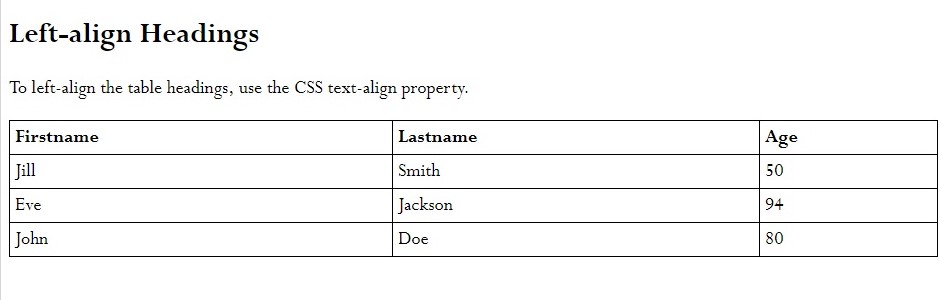 Left-align Headings
To left-align the table headings, use the CSS text-align property.
Firstname Lastname Age
Jill Smith 50
Eve Jackson 94
John Doe 80